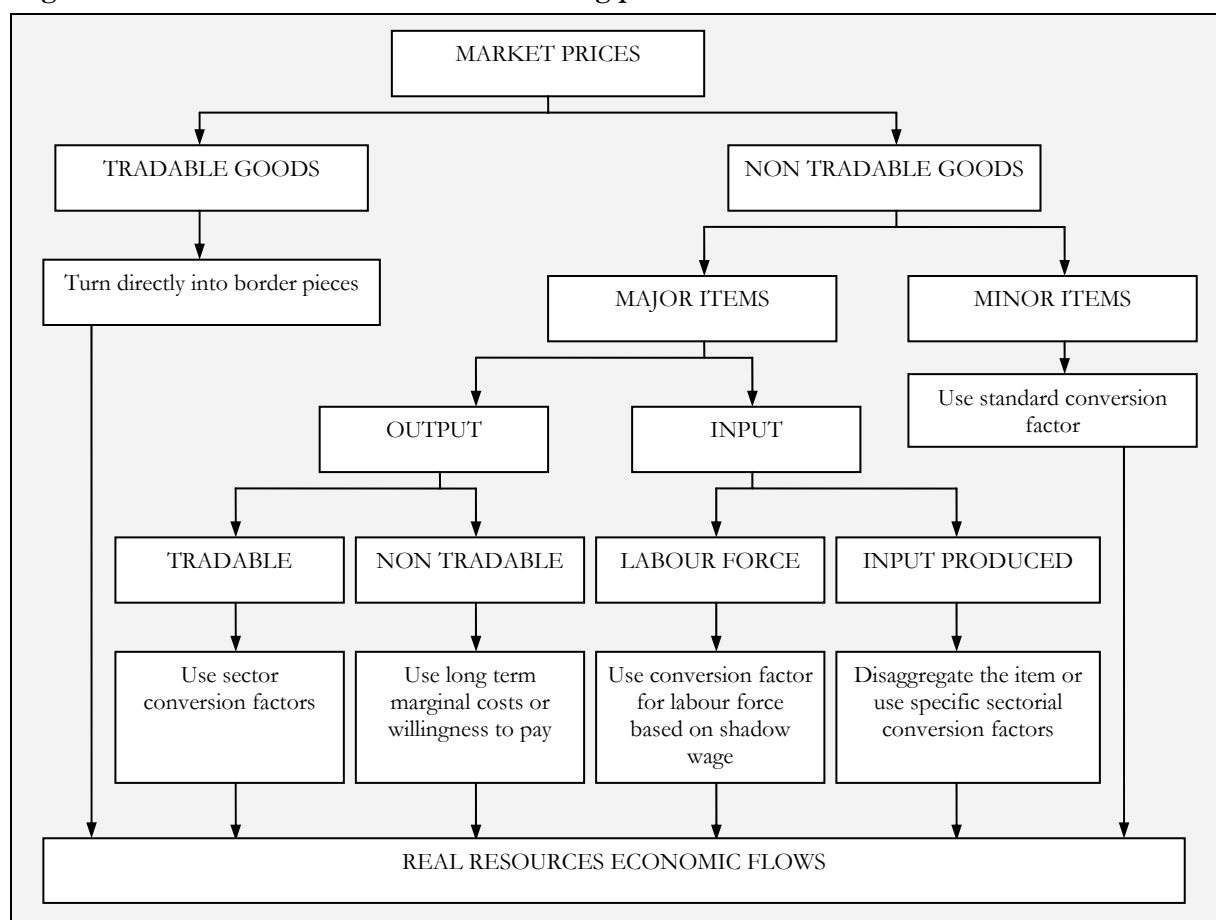 MARKET PRICES
TRADABLE GOODS
NON TRADABLE GOODS
Turn directly into border pieces
MAJOR ITEMS
MINOR ITEMS
Use standard conversion
factor
OUTPUT
INPUT
TRADABLE
NON TRADABLE
LABOUR FORCE
INPUT PRODUCED
Use sector
conversion factors
Use long term
marginal costs or
willingness to pay
Use conversion factor
for labour force
based on shadow
wage
Disaggregate the item or
use specific sectorial
conversion factors
REAL RESOURCES ECONOMIC FLOWS